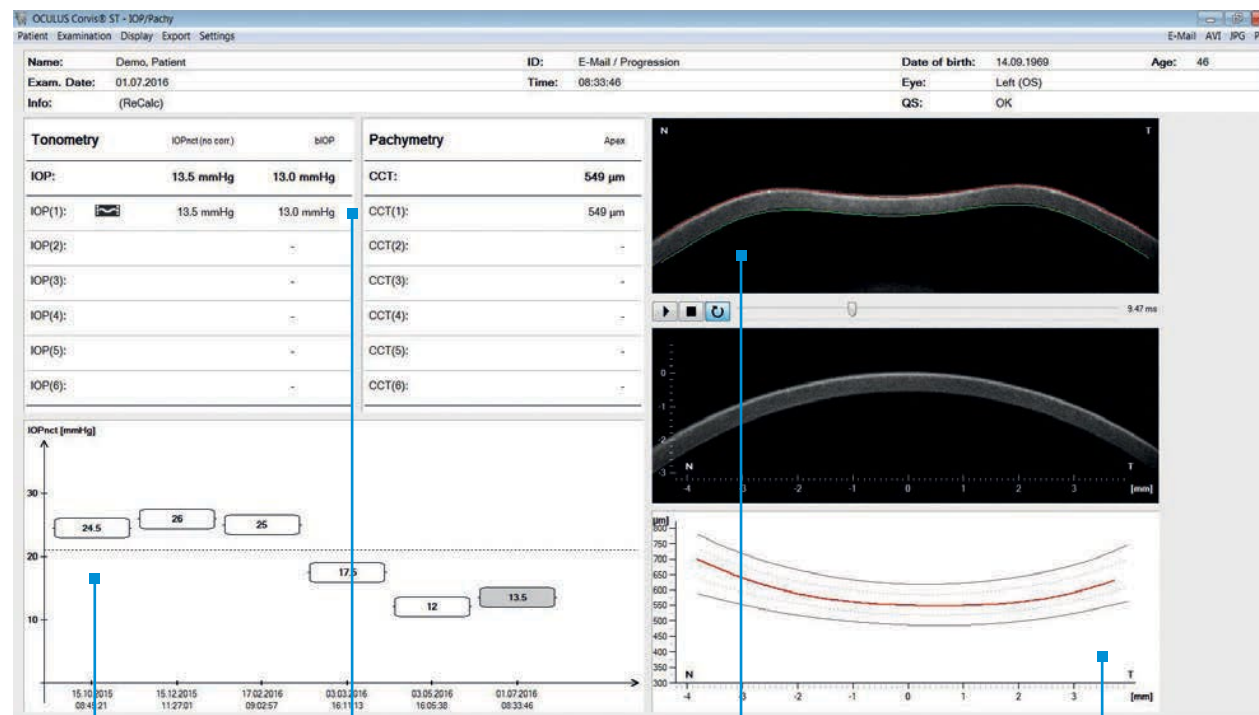 OCULUS Corvis® ST - IOP/Pachy
Patient Examination Display Export Settings
E-Mail AVI JPG P
Name: Demo, Patient ID: E-Mail / Progression Date of birth: 14.09.1969 Age: 46
Exam. Date: 01.07.2016 Time: 08:33:46 Eye: Left (OS)
Info: (ReCalc) QS: OK
Tonometry IOPnct (no corr.) bIOP
IOP: 13.5 mmHg 13.0 mmHg
IOP(1): 13.5 mmHg 13.0 mmHg
IOP(2): -
IOP(3): -
IOP(4): -
IOP(5): -
IOP(6): -
Pachymetry Apex
CCT: 549 µm
CCT(1): 549 µm
CCT(2): -
CCT(3): -
CCT(4): -
CCT(5): -
CCT(6): -
N T
9.47 ms
0
-1
-2
-3
N T
-4 -3 -2 -1 0 1 2 3 [mm]
IOPnct [mmHg]
30
20
10
24.5 26 25 17.5 12 13.5
15.10.2015 15.12.2015 17.02.2016 03.03.2016 03.05.2016 01.07.2016
11:27:01 09:02:57 16:11:13 16:05:38 08:33:46
[µm]
800
750
700
650
600
550
500
450
400
350
300
N T
-4 -3 -2 -1 0 1 2 3 [mm]